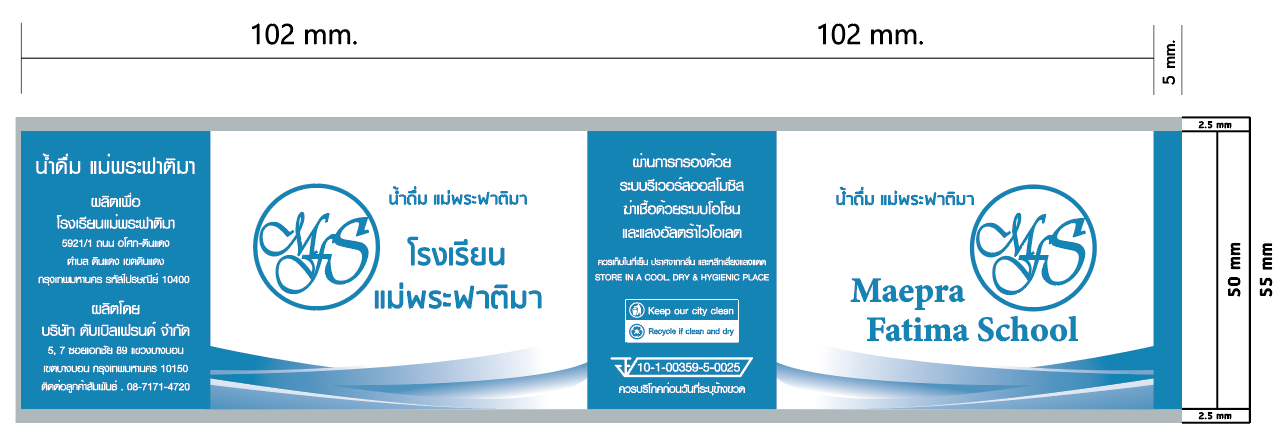 102 mm.
102 mm.
5 mm.
2.5 mm
น้ำดื่ม แม่พระฟาติมา
ผลิตเพื่อ
โรงเรียนแม่พระฟาติมา
5921/1 ถนน อโศก-ดินแดง
ตำบล ดินแดง เขตดินแดง
กรุงเทพมหานคร รหัสไปรษณีย์ 10400
ผลิตโดย
บริษัท ดับเบิลเฟรนด์ จำกัด
5, 7 ซอยเอกชัย 89 แขวงบางบอน
เขตบางบอน กรุงเทพมหานคร 10150
ติดต่อลูกค้าสัมพันธ์ . 08-7171-4720
MfS
น้ำดื่ม แม่พระฟาติมา
โรงเรียน
แม่พระฟาติมา
ผ่านการกรองด้วย
ระบบรีเวอร์สออสโมซิส
ฆ่าเชื้อด้วยระบบโอโซน
และแสงอัลตร้าไวโอเลต
ควรเก็บในที่เย็น ปราศจากกลิ่น และหลีกเลี่ยงแสงแดด
STORE IN A COOL. DRY & HYGIENIC PLACE
Keep our city clean
Recycle if clean and dry
10-1-00359-5-0025
ควรบริโภคก่อนวันที่ระบุข้างขวด
น้ำดื่ม แม่พระฟาติมา
MfS
Maepra
Fatima School
50 mm
55 mm
2.5 mm